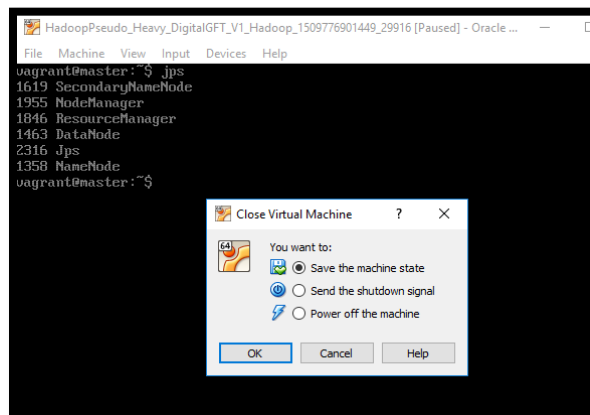 HadoopPseudo_Heavy_DigitalGFT_V1_Hadoop_1509776901449_29916 [Paused] - Oracle ...
File Machine View Input Devices Help
vagrant@master:~$ jps
1619 SecondaryNameNode
1955 NodeManager
1846 ResourceManager
1463 DataNode
2316 Jps
1358 NameNode
vagrant@master:~$
Close Virtual Machine ?
64
You want to:
Save the machine state
Send the shutdown signal
Power off the machine
OK Cancel Help